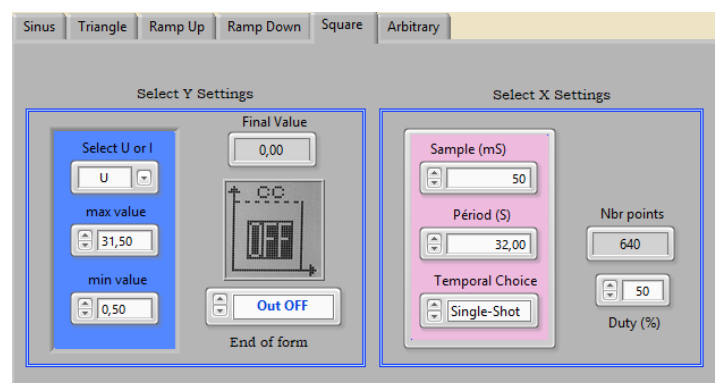 Sinus
Triangle
Ramp Up
Ramp Down
Square
Arbitrary
Select Y Settings
Select U or I
U
max value
31,50
min value
0,50
Final Value
0,00
CC
OFF
Out OFF
End of form
Select X Settings
Sample (mS)
50
Périod (S)
32,00
Temporal Choice
Single-Shot
Nbr points
640
50
Duty (%)